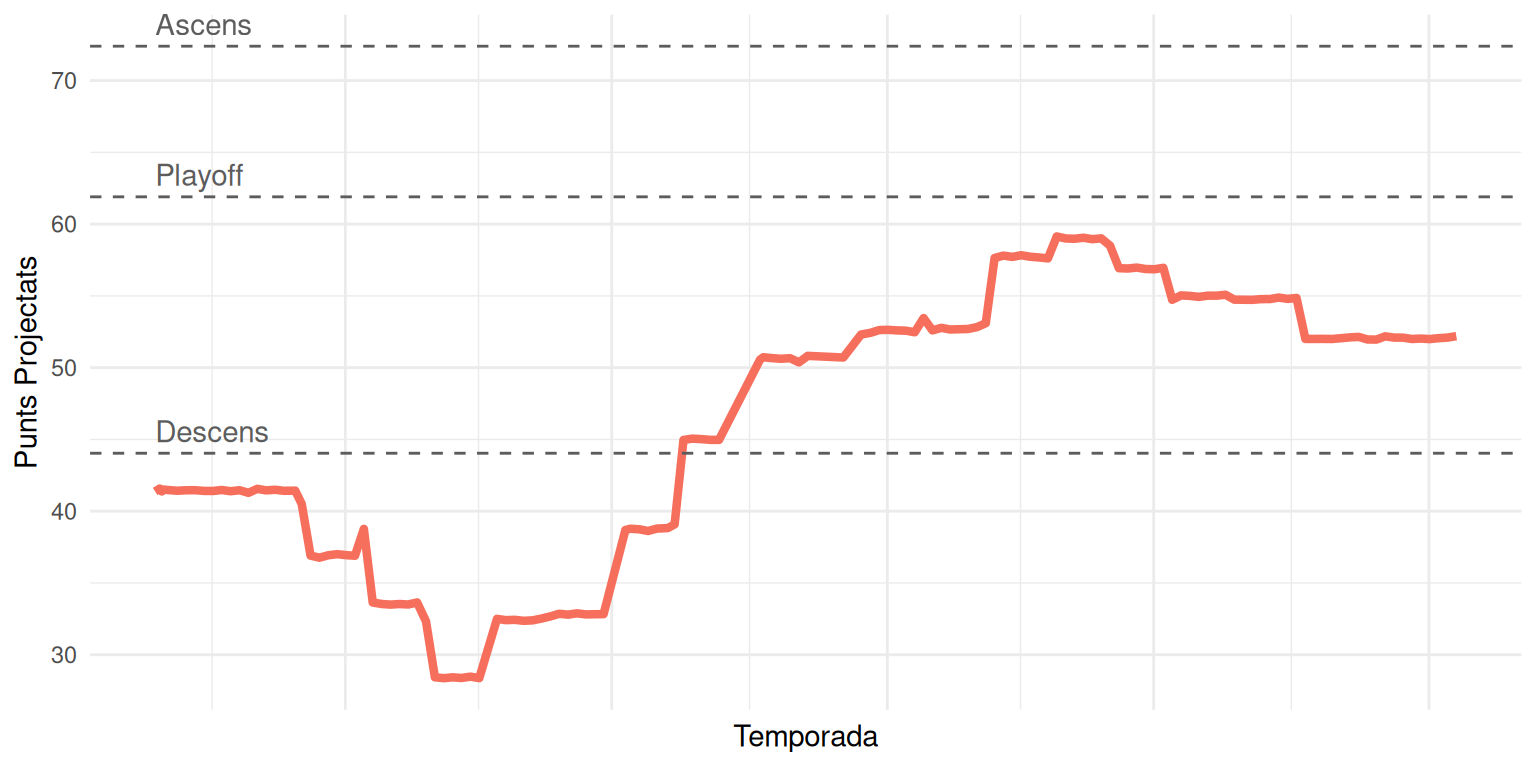 Ascens
70
Playoff
60
50
Descens
40
30
Punts Projectats
Temporada